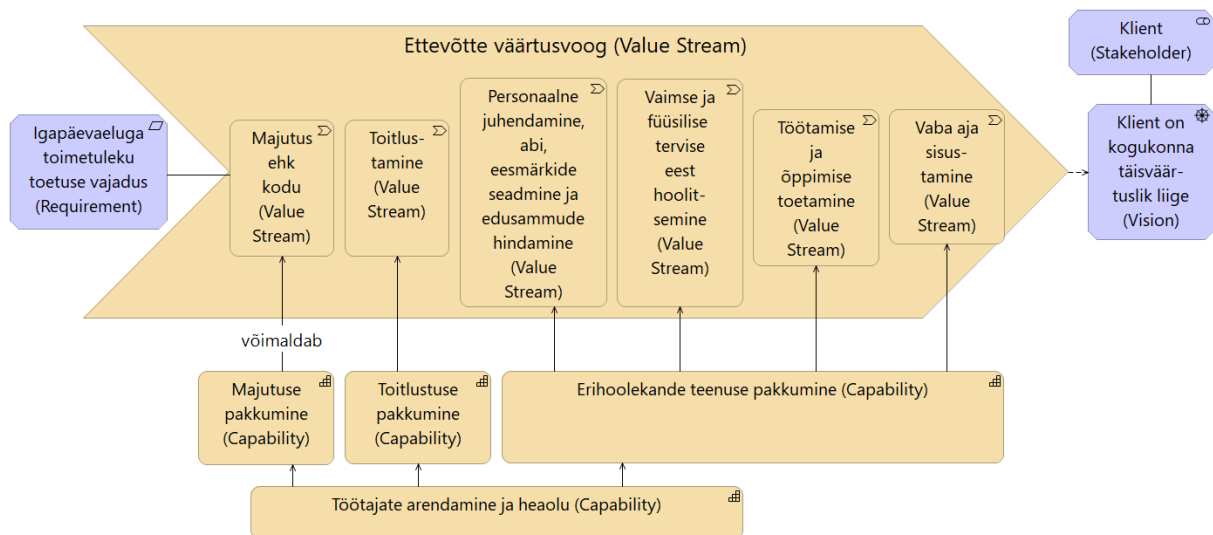 Ettevõtte väärtusvoog (Value Stream)
Klient
(Stakeholder)
Igapäevaeluga
toimetuleku
toetuse vajadus
(Requirement)
Majutus
ehk
kodu
(Value
Stream)
Toitlus-
tamine
(Value
Stream)
Personaalne
juhendamine,
abi,
eesmärkide
seadmine ja
edusammude
hindamine
(Value
Stream)
Vaimse ja
füüsilise
tervise
eest
hoolit-
semine
(Value
Stream)
Töötamise
ja
õppimise
toetamine
(Value
Stream)
Vaba aja
sisus-
tamine
(Value
Stream)
Klient on
kogukonna
täisväär-
tuslik liige
(Vision)
võimaldab
Majutuse
pakkumine
(Capability)
Toitlustuse
pakkumine
(Capability)
Erihoolekande teenuse pakkumine (Capability)
Töötajate arendamine ja heaolu (Capability)